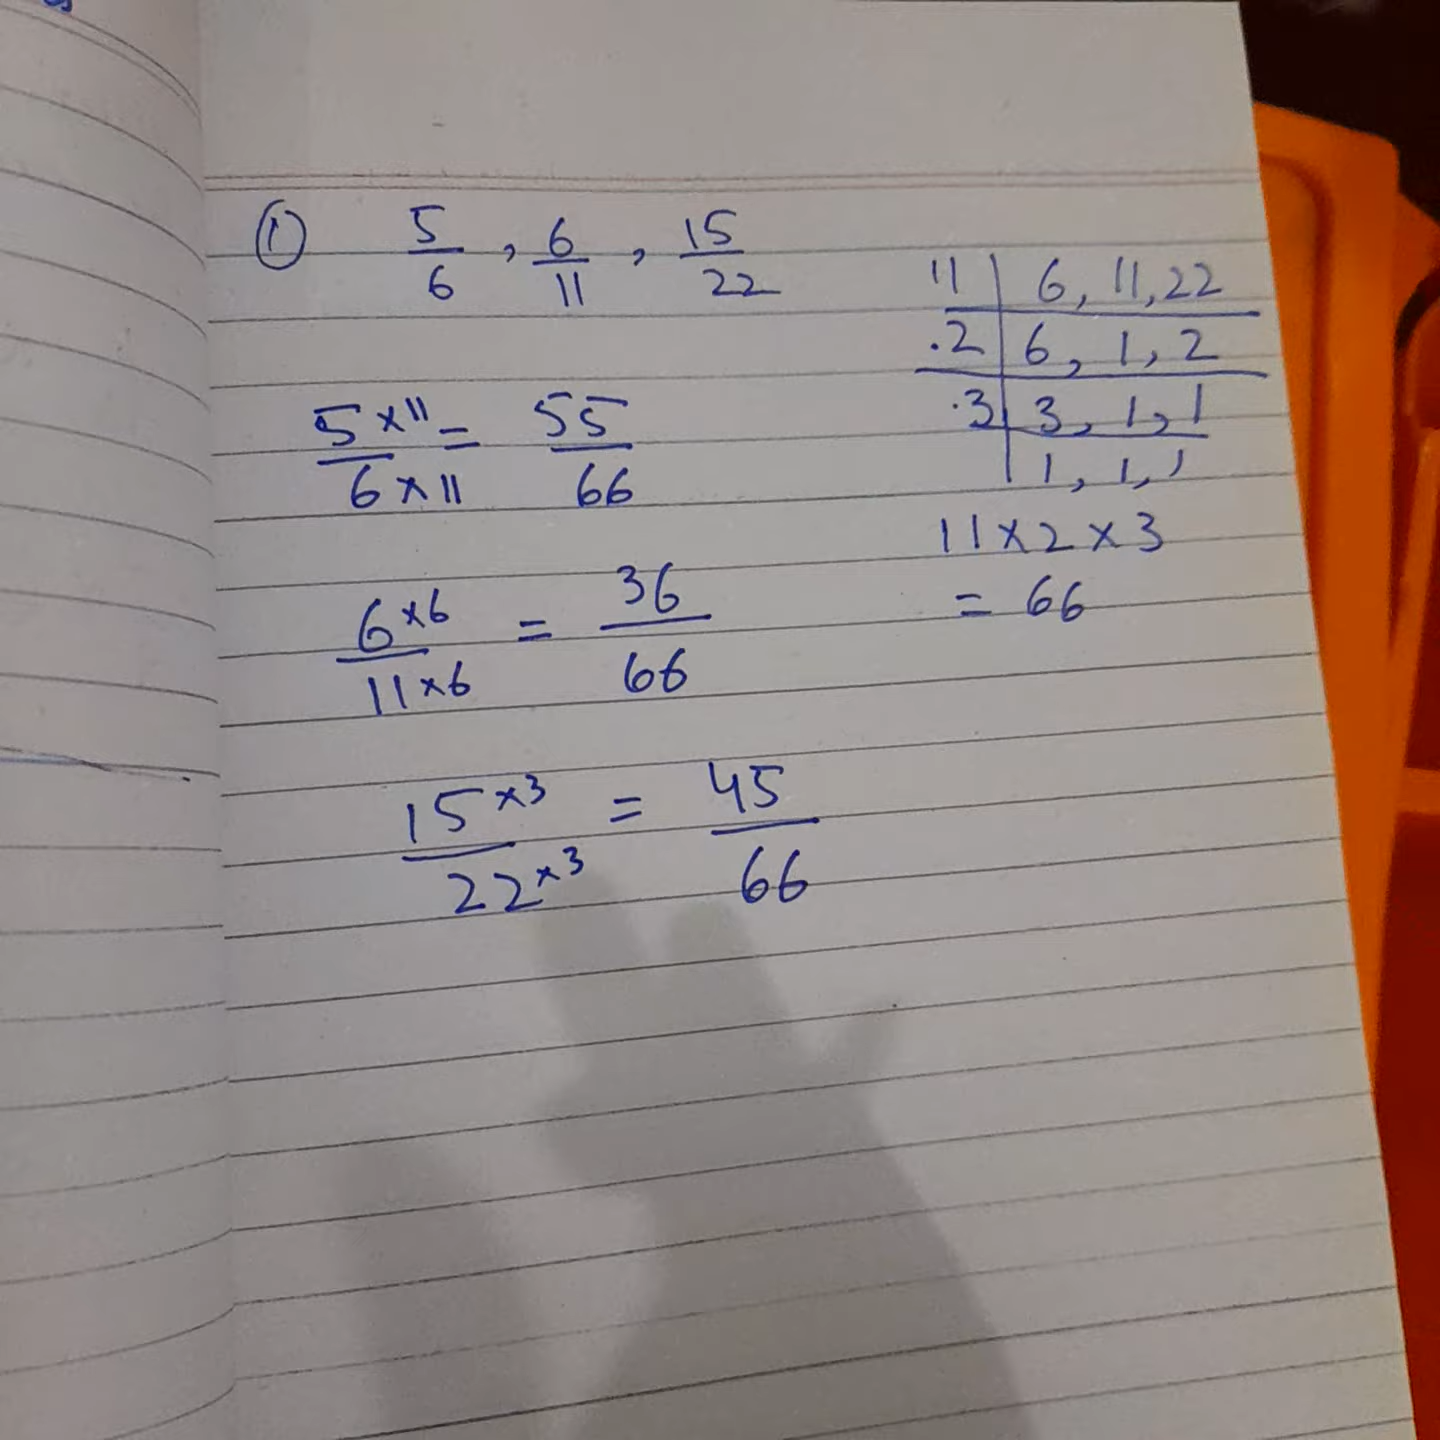 ① 5/6 , 6/11 , 15/22
5×11/6×11 = 55/66
6×6/11×6 = 36/66
15×3/22×3 = 45/66
11 | 6, 11, 22
.2 | 6, 1, 2
.3 | 3, 1, 1
| 1, 1, 1
11 × 2 × 3
= 66